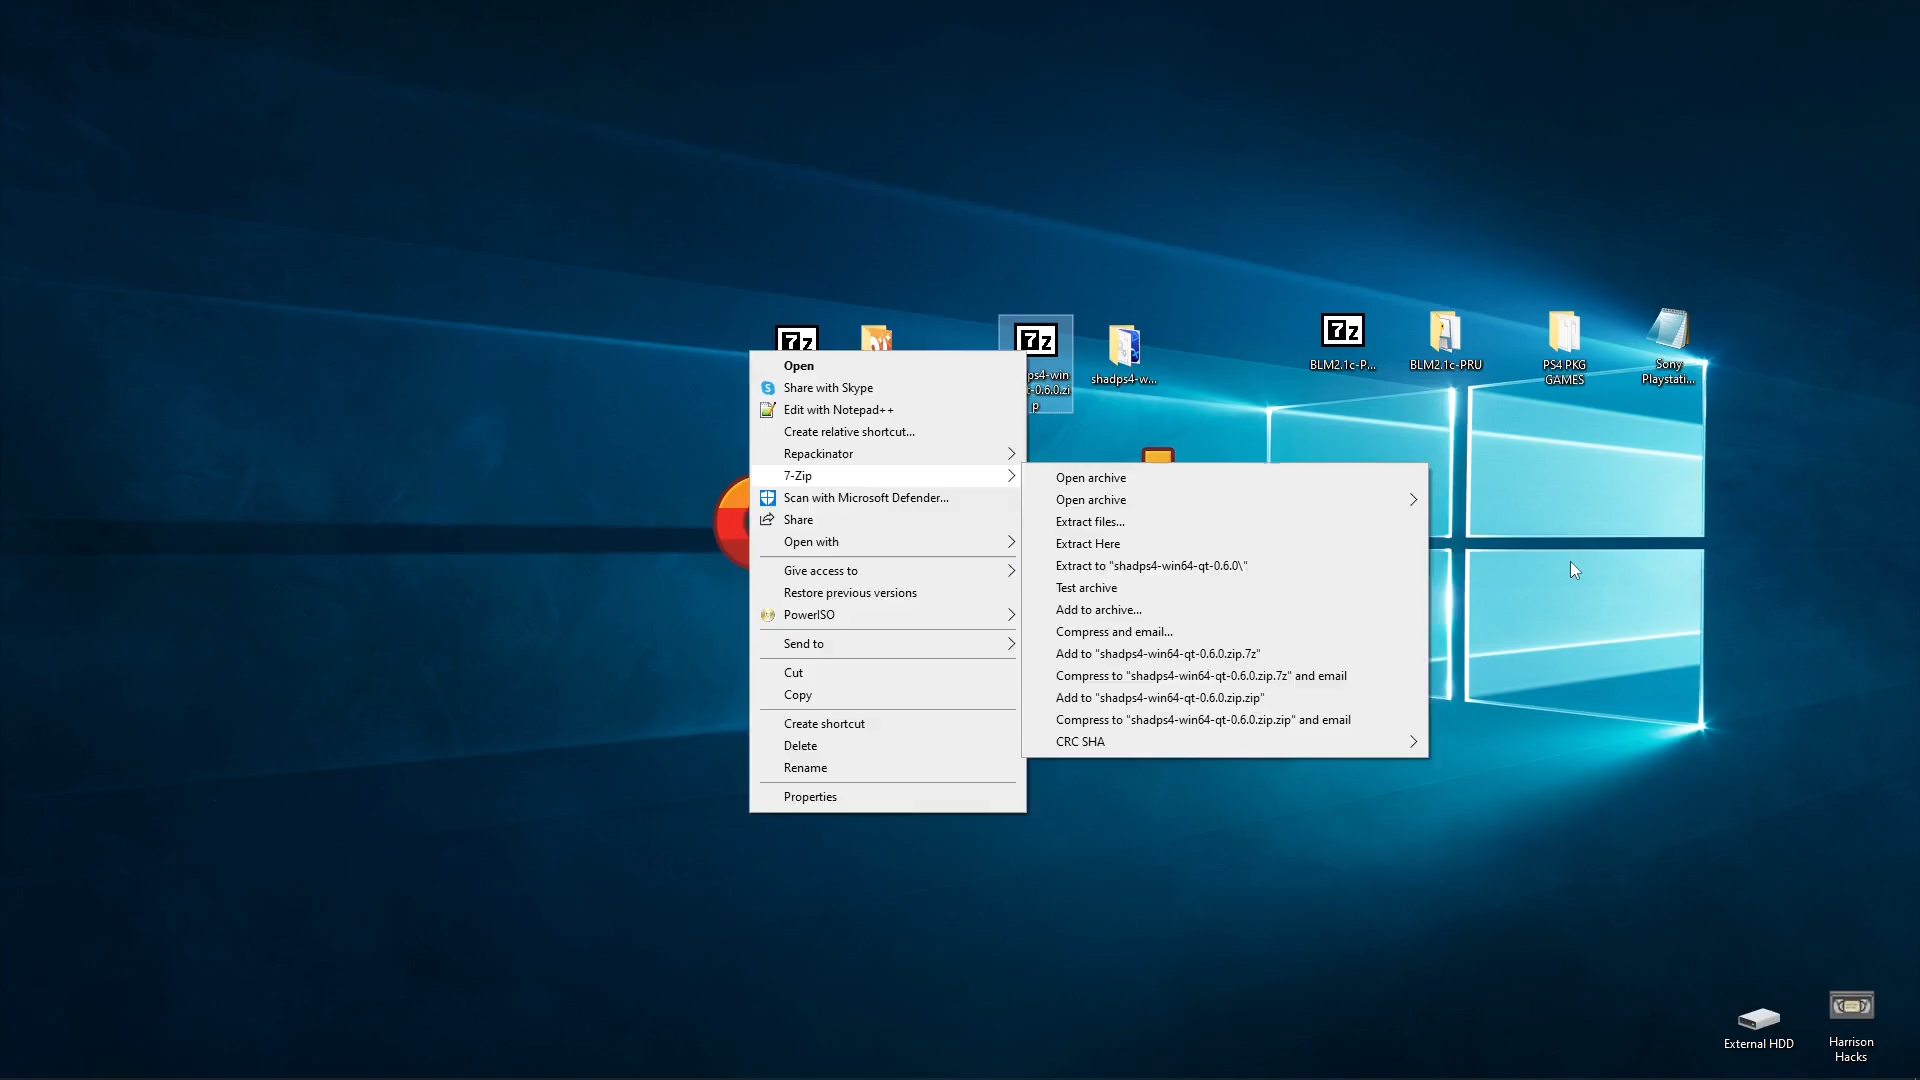 7z
7z
ps4-win
t-0.6.0.zi
p
shadps4-w...
7z
BLM2.1c-P...
BLM2.1c-PRU
PS4 PKG
GAMES
Sony
Playstati...
Open
Share with Skype
Edit with Notepad++
Create relative shortcut...
Repackinator
7-Zip
Scan with Microsoft Defender...
Share
Open with
Give access to
Restore previous versions
PowerISO
Send to
Cut
Copy
Create shortcut
Delete
Rename
Properties
Open archive
Open archive
Extract files...
Extract Here
Extract to "shadps4-win64-qt-0.6.0\"
Test archive
Add to archive...
Compress and email...
Add to "shadps4-win64-qt-0.6.0.zip.7z"
Compress to "shadps4-win64-qt-0.6.0.zip.7z" and email
Add to "shadps4-win64-qt-0.6.0.zip.zip"
Compress to "shadps4-win64-qt-0.6.0.zip.zip" and email
CRC SHA
External HDD
Harrison
Hacks